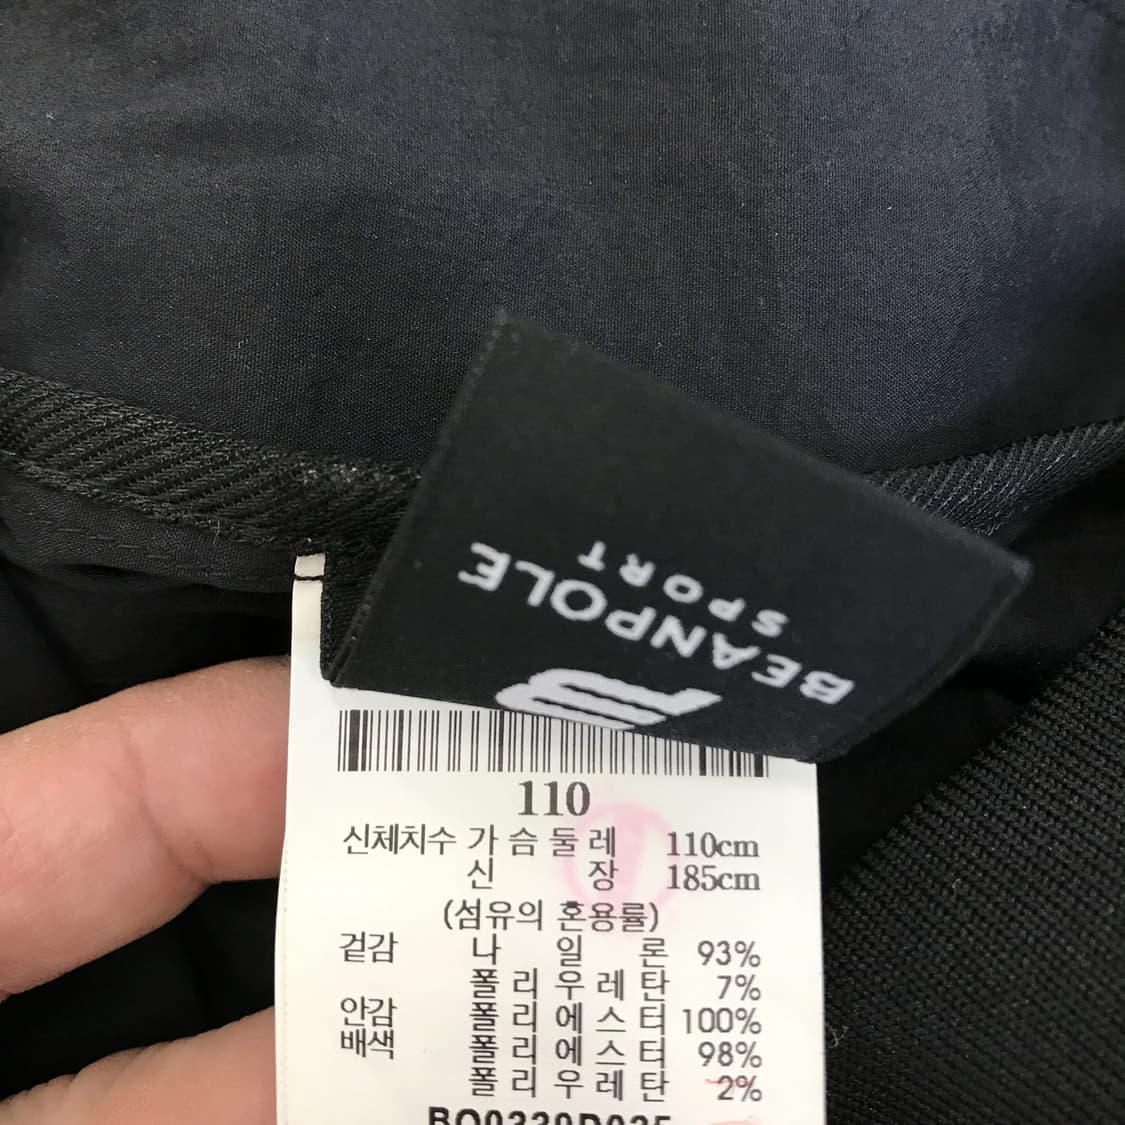 BEANPOLE
SPORT
110
신체치수 가슴둘레 110cm
신장 185cm
(섬유의 혼용률)
겉감 나일론 93%
폴리우레탄 7%
안감 폴리에스터 100%
배색 폴리에스터 98%
폴리우레탄 2%